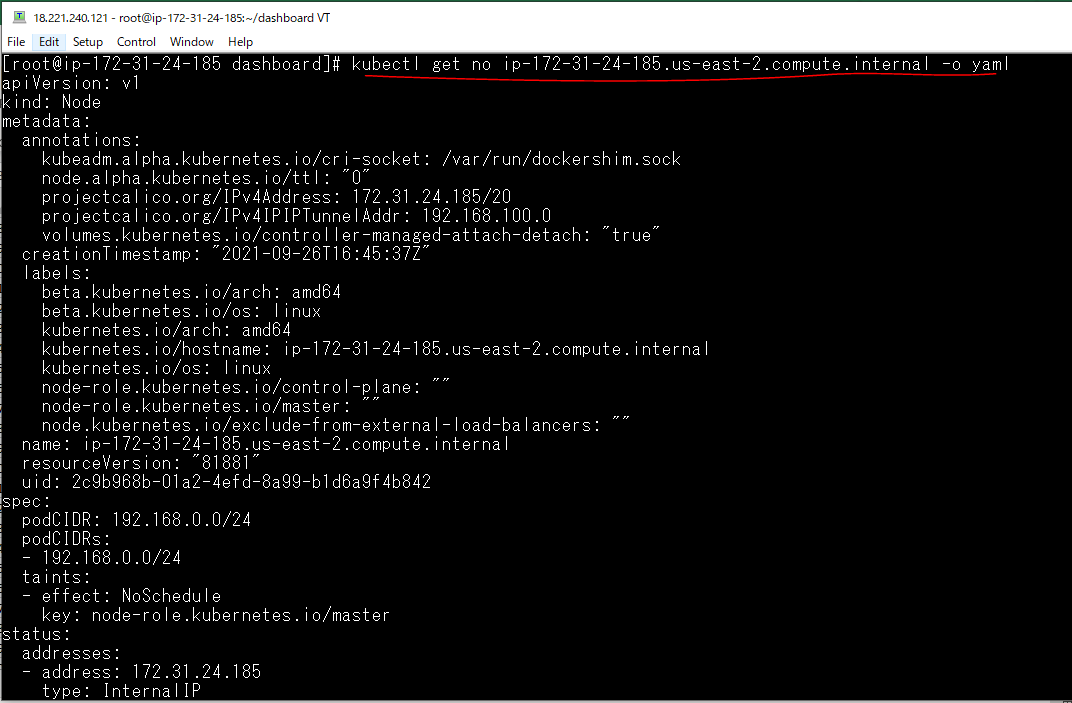 18.221.240.121 - root@ip-172-31-24-185:~/dashboard VT
File Edit Setup Control Window Help
[root@ip-172-31-24-185 dashboard]# kubectl get no ip-172-31-24-185.us-east-2.compute.internal -o yaml
apiVersion: v1
kind: Node
metadata:
  annotations:
    kubeadm.alpha.kubernetes.io/cri-socket: /var/run/dockershim.sock
    node.alpha.kubernetes.io/ttl: "0"
    projectcalico.org/IPv4Address: 172.31.24.185/20
    projectcalico.org/IPv4IPIPTunnelAddr: 192.168.100.0
    volumes.kubernetes.io/controller-managed-attach-detach: "true"
  creationTimestamp: "2021-09-26T16:45:37Z"
  labels:
    beta.kubernetes.io/arch: amd64
    beta.kubernetes.io/os: linux
    kubernetes.io/arch: amd64
    kubernetes.io/hostname: ip-172-31-24-185.us-east-2.compute.internal
    kubernetes.io/os: linux
    node-role.kubernetes.io/control-plane: ""
    node-role.kubernetes.io/master: ""
    node.kubernetes.io/exclude-from-external-load-balancers: ""
  name: ip-172-31-24-185.us-east-2.compute.internal
  resourceVersion: "81881"
  uid: 2c9b968b-01a2-4efd-8a99-b1d6a9f4b842
spec:
  podCIDR: 192.168.0.0/24
  podCIDRs:
  - 192.168.0.0/24
  taints:
  - effect: NoSchedule
    key: node-role.kubernetes.io/master
status:
  addresses:
  - address: 172.31.24.185
    type: InternalIP